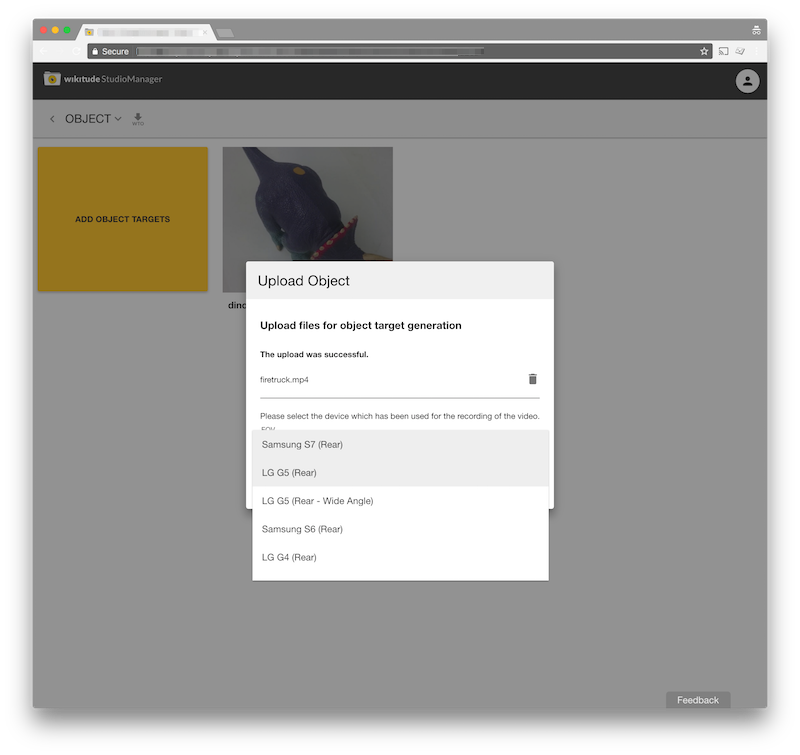 Secure
wikitude StudioManager
OBJECT
WTO
ADD OBJECT TARGETS
dino
Upload Object
Upload files for object target generation
The upload was successful.
firetruck.mp4
Please select the device which has been used for the recording of the video.
FOV
Samsung S7 (Rear)
LG G5 (Rear)
LG G5 (Rear - Wide Angle)
Samsung S6 (Rear)
LG G4 (Rear)
Feedback